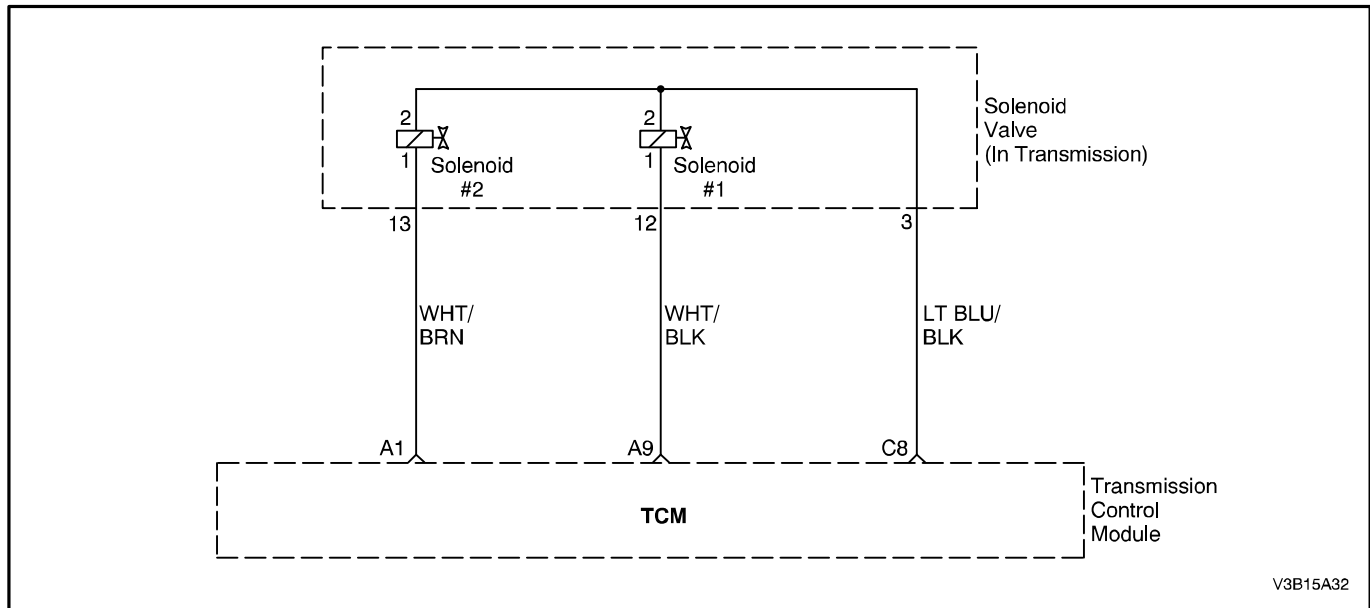 Solenoid
Valve
(In Transmission)
2
1
Solenoid
#2
2
1
Solenoid
#1
13
12
3
WHT/
BRN
WHT/
BLK
LT BLU/
BLK
A1
A9
C8
TCM
Transmission
Control
Module
V3B15A32